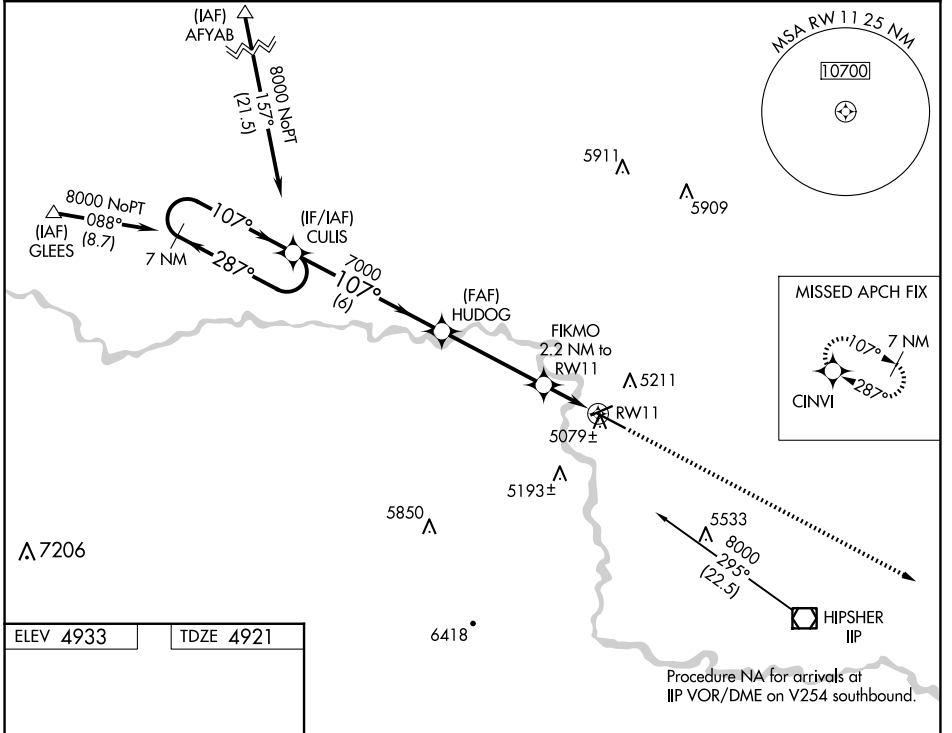 (IAF)
AFYAB
8000 NoPT
157°
(21.5)
MSA RW 11 25 NM
10700
5911
5909
8000 NoPT
088°
(8.7)
(IAF)
GLEES
107°
7 NM
287°
(IF/IAF)
CULIS
7000
107°
(6)
(FAF)
HUDOG
FIKMO
2.2 NM to
RW11
5211
RW11
5079±
5193±
MISSED APCH FIX
107°
7 NM
287°
CINVI
5850
7206
5533
8000
295°
(22.5)
HIPSHER
IIP
6418
ELEV 4933
TDZE 4921
Procedure NA for arrivals at
IIP VOR/DME on V254 southbound.